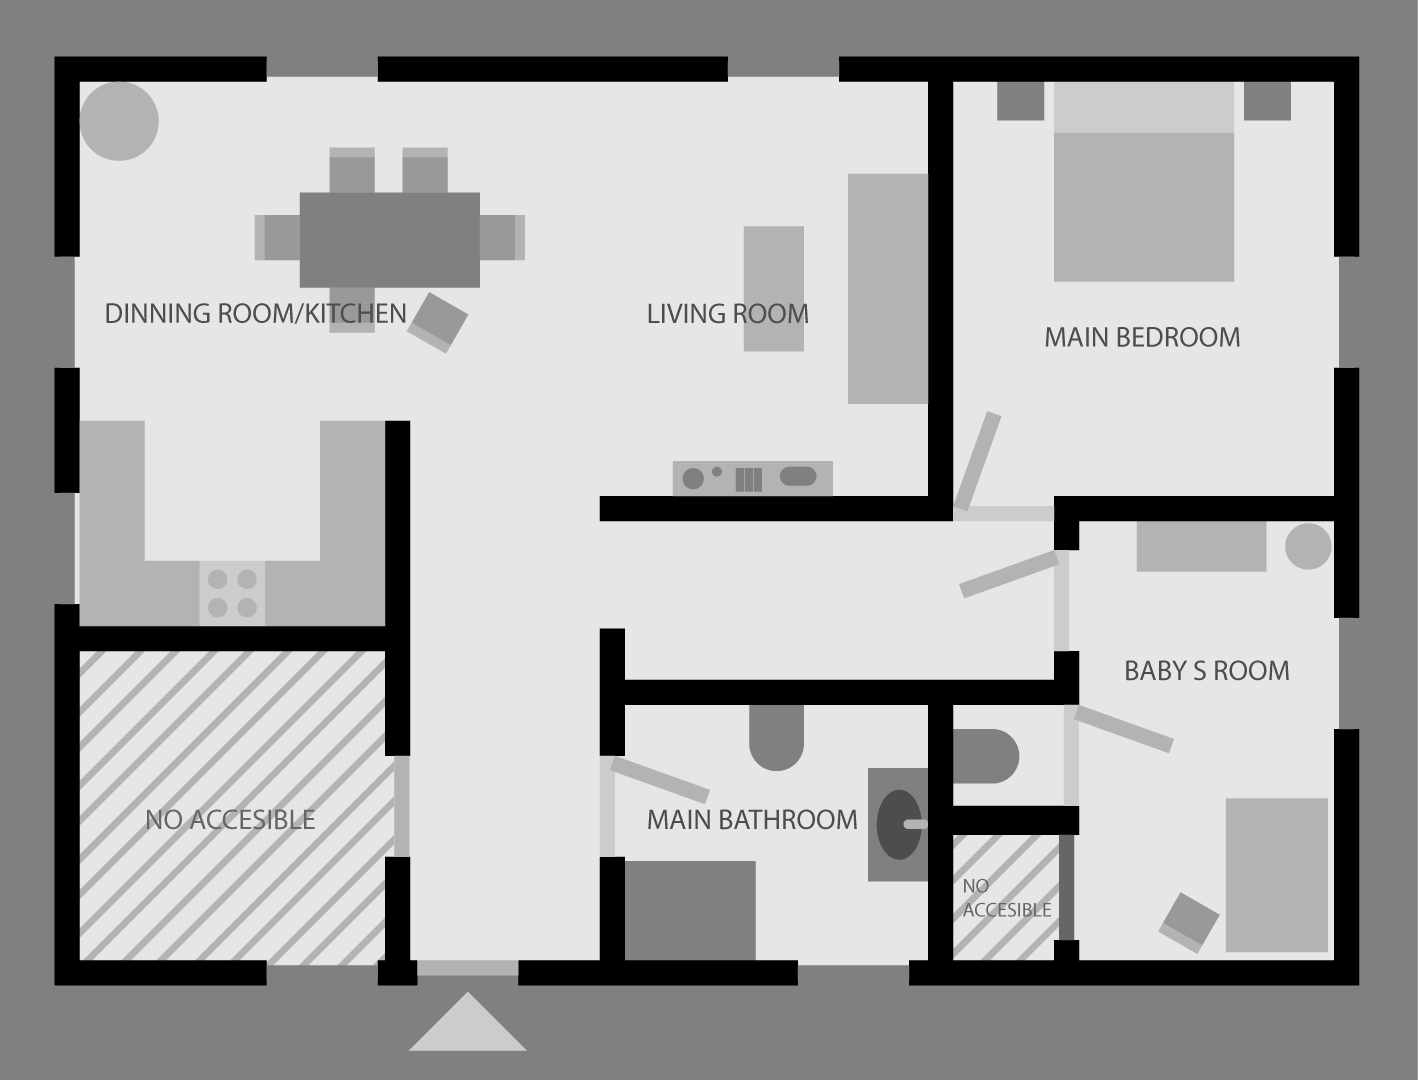 DINNING ROOM/KITCHEN
LIVING ROOM
MAIN BEDROOM
BABY S ROOM
NO ACCESIBLE
MAIN BATHROOM
NO
ACCESIBLE